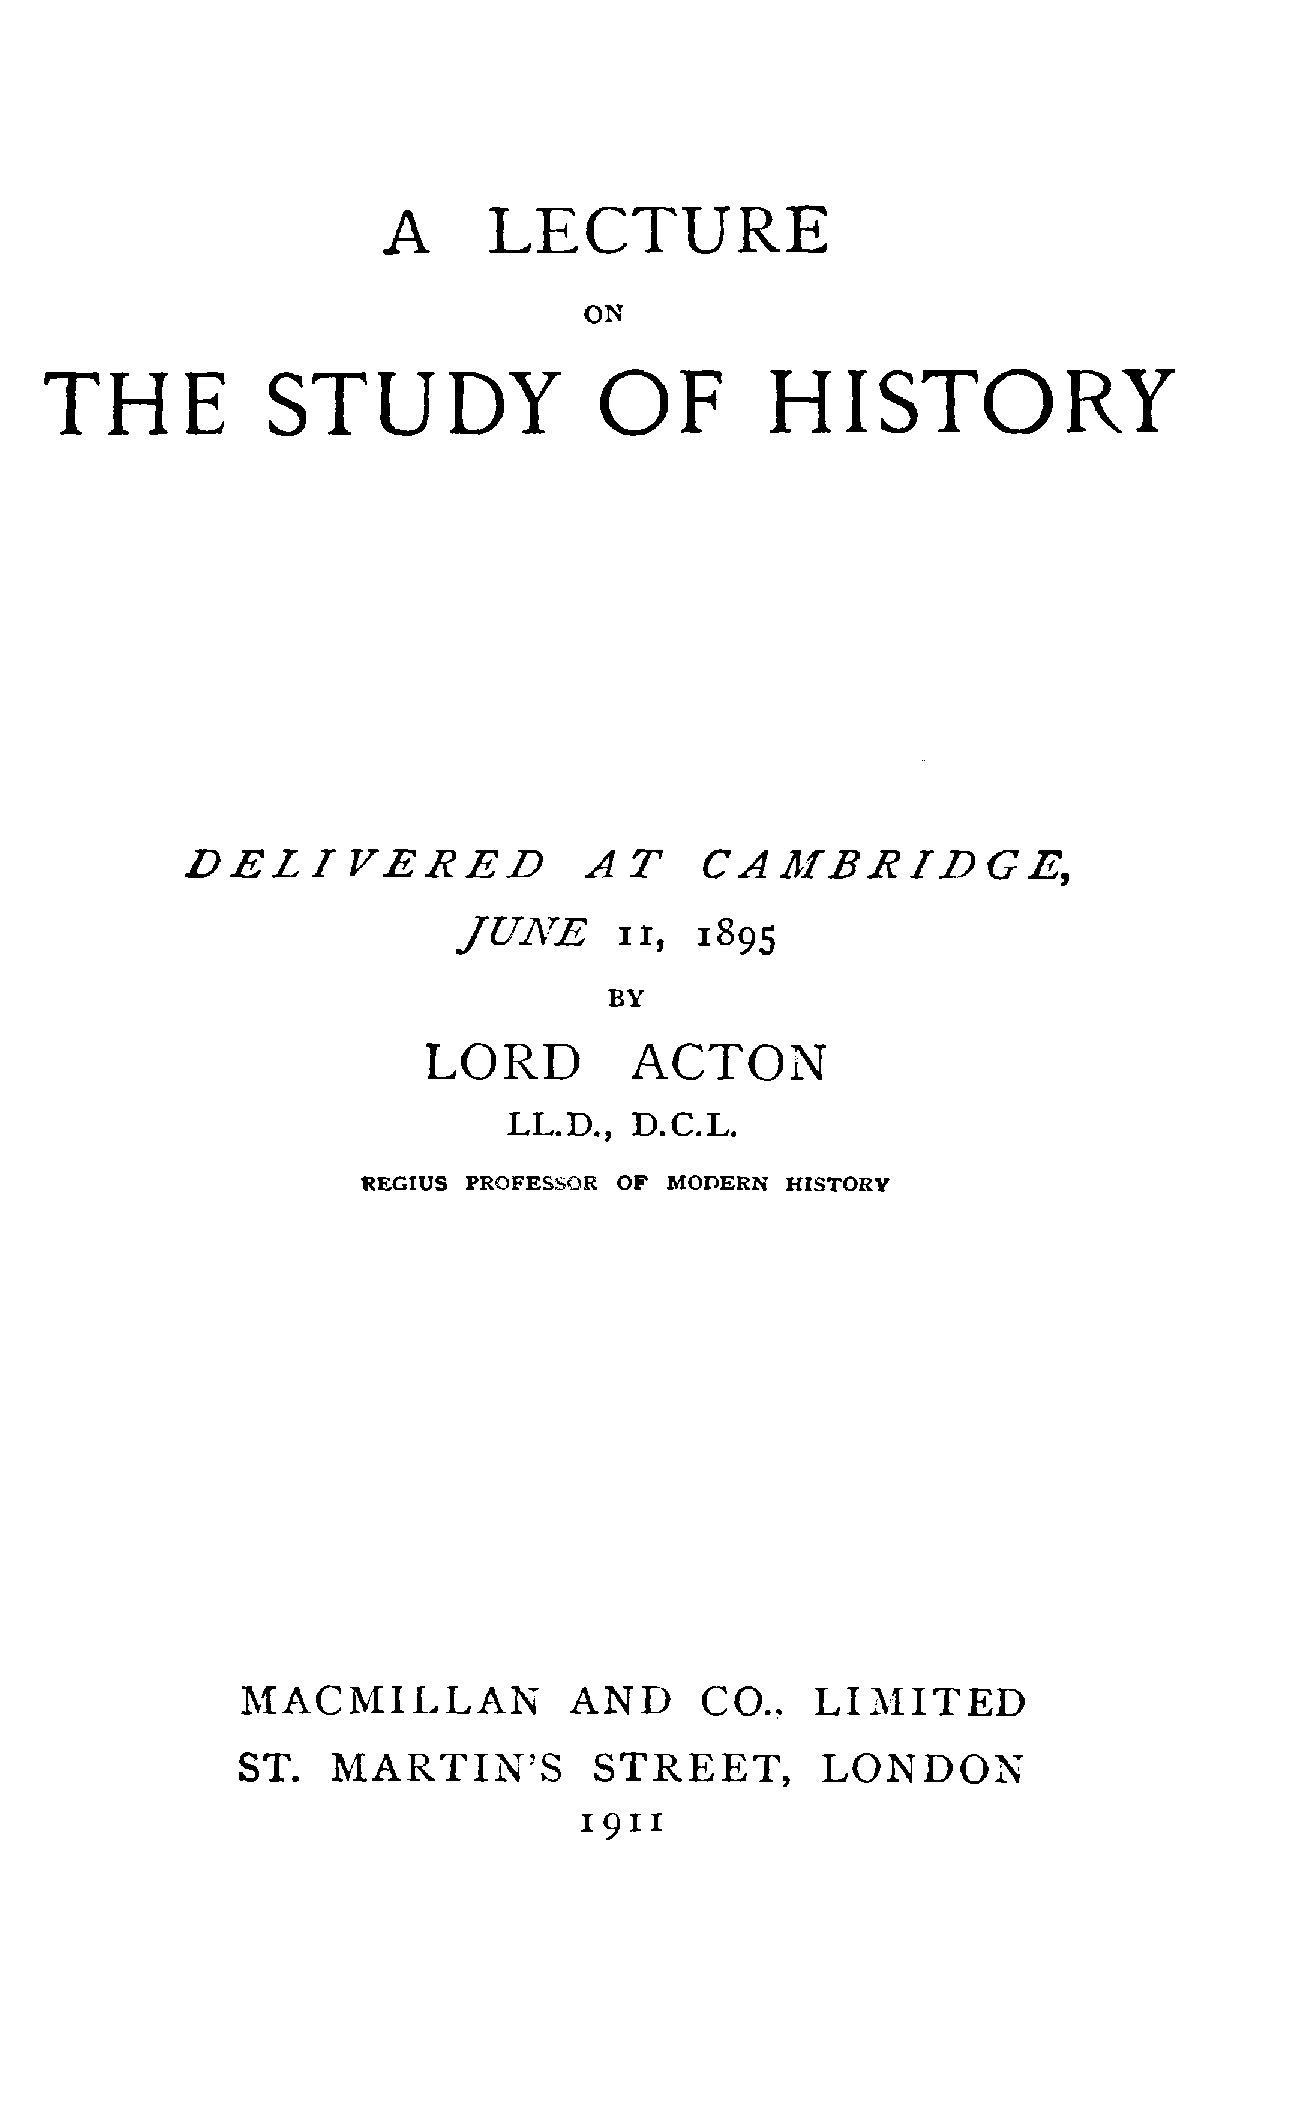 A LECTURE
ON
THE STUDY OF HISTORY
DELIVERED AT CAMBRIDGE,
JUNE 11, 1895
BY
LORD ACTON
LL.D., D.C.L.
REGIUS PROFESSOR OF MODERN HISTORY
MACMILLAN AND CO., LIMITED
ST. MARTIN'S STREET, LONDON
1911